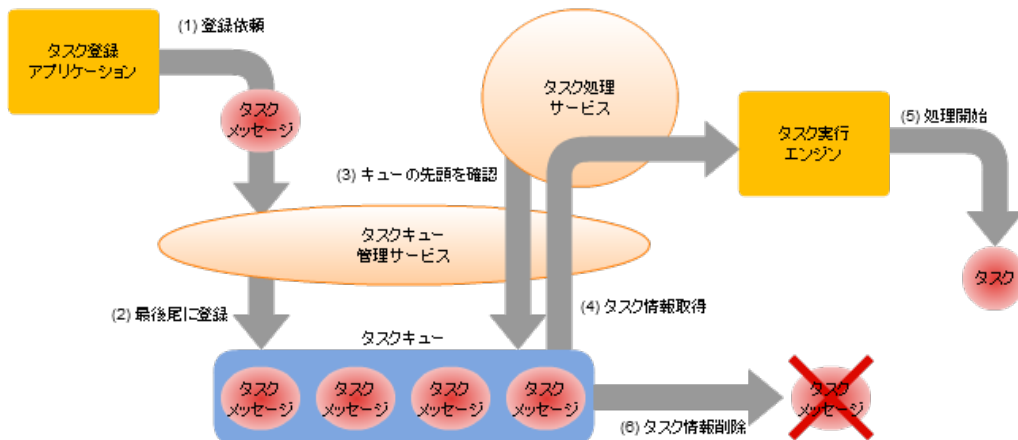 (1) 登録依頼
タスク登録
アプリケーション
タスク
メッセージ
タスク処理
サービス
タスク実行
エンジン
(5) 処理開始
(3) キューの先頭を確認
タスクキュー
管理サービス
タスク
(2) 最後尾に登録
(4) タスク情報取得
タスクキュー
タスク
メッセージ
タスク
メッセージ
タスク
メッセージ
タスク
メッセージ
タスク
メッセージ
(6) タスク情報削除